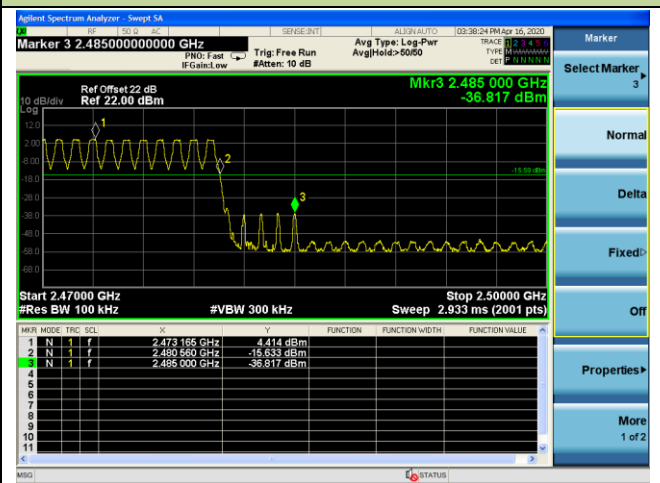 Agilent Spectrum Analyzer - Swept SA
RF 50 Ω AC SENSE:INT ALIGN AUTO 03:38:24 PM Apr 16, 2020
Marker 3 2.485000000000 GHz
PNO: Fast
IFGain:Low
Trig: Free Run
#Atten: 10 dB
Avg Type: Log-Pwr
Avg|Hold:>50/50
TRACE 1 2 3 4 5 6
TYPE M
DET P N N N N N
Ref Offset 22 dB
Ref 22.00 dBm
10 dB/div
Log
Mkr3 2.485 000 GHz
-36.817 dBm
12.0
2.00
-8.00
-18.0
-28.0
-38.0
-48.0
-58.0
-68.0
1
2
3
-15.59 dBm
Start 2.47000 GHz
Stop 2.50000 GHz
#Res BW 100 kHz
#VBW 300 kHz
Sweep 2.933 ms (2001 pts)
MKR MODE TRC SCL X Y FUNCTION FUNCTION WIDTH FUNCTION VALUE
1 N 1 f 2.473 165 GHz 4.414 dBm
2 N 1 f 2.480 560 GHz -15.633 dBm
3 N 1 f 2.485 000 GHz -36.817 dBm
4
5
6
7
8
9
10
11
MSG
STATUS
Marker
Select Marker
3
Normal
Delta
Fixed
Off
Properties
More
1 of 2